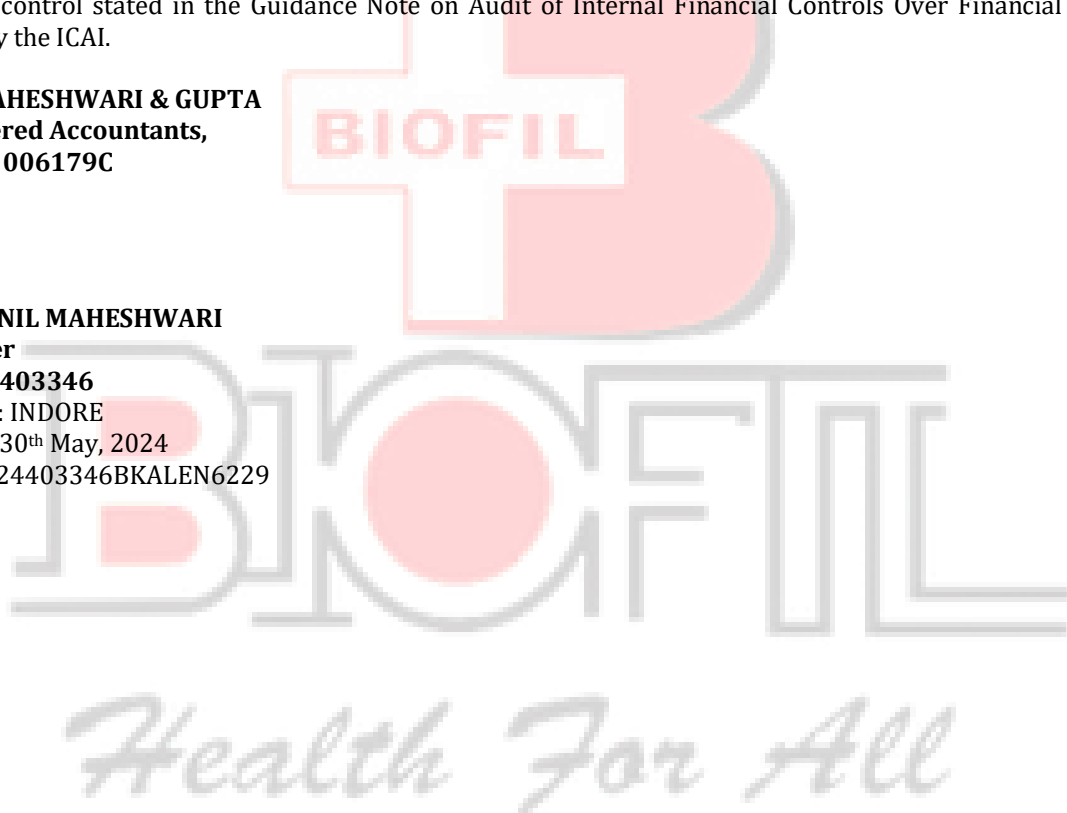 control stated in the Guidance Note on Audit of Internal Financial Controls Over Financial
y the ICAI.
AHESHWARI & GUPTA
ered Accountants,
006179C
BIOFIL
NIL MAHESHWARI
er
403346
: INDORE
30th May, 2024
24403346BKALEN6229
BIOFIL
Health For All